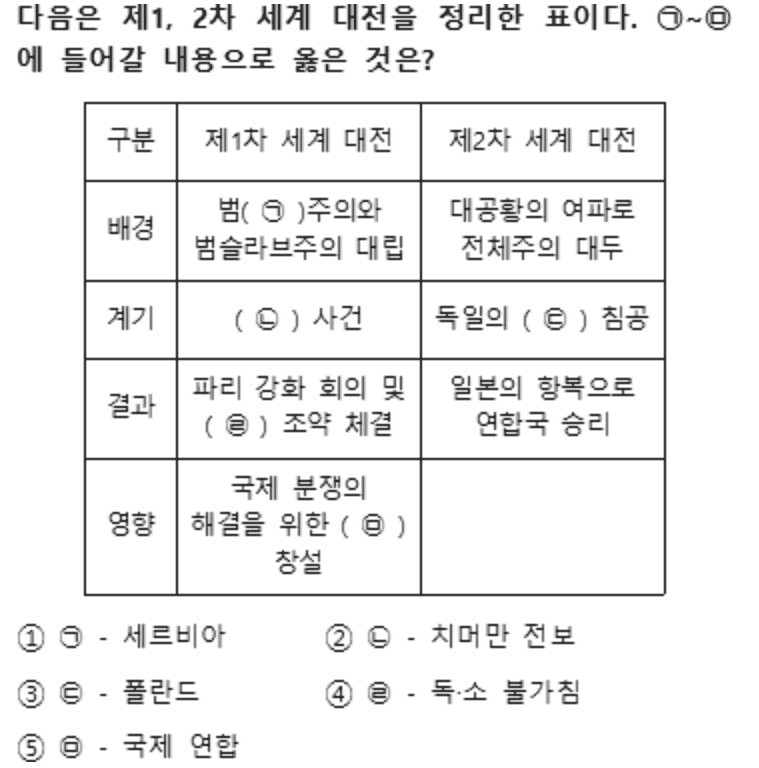 다음은 제1, 2차 세계 대전을 정리한 표이다. ㉠~㉤
에 들어갈 내용으로 옳은 것은?
구분 제1차 세계 대전 제2차 세계 대전
배경
범( ㉠ )주의와
범슬라브주의 대립
대공황의 여파로
전체주의 대두
계기 ( ㉡ ) 사건 독일의 ( ㉢ ) 침공
결과
파리 강화 회의 및
( ㉣ ) 조약 체결
일본의 항복으로
연합국 승리
영향
국제 분쟁의
해결을 위한 ( ㉤ )
창설
① ㉠ - 세르비아 ② ㉡ - 치머만 전보
③ ㉢ - 폴란드 ④ ㉣ - 독·소 불가침
⑤ ㉤ - 국제 연합